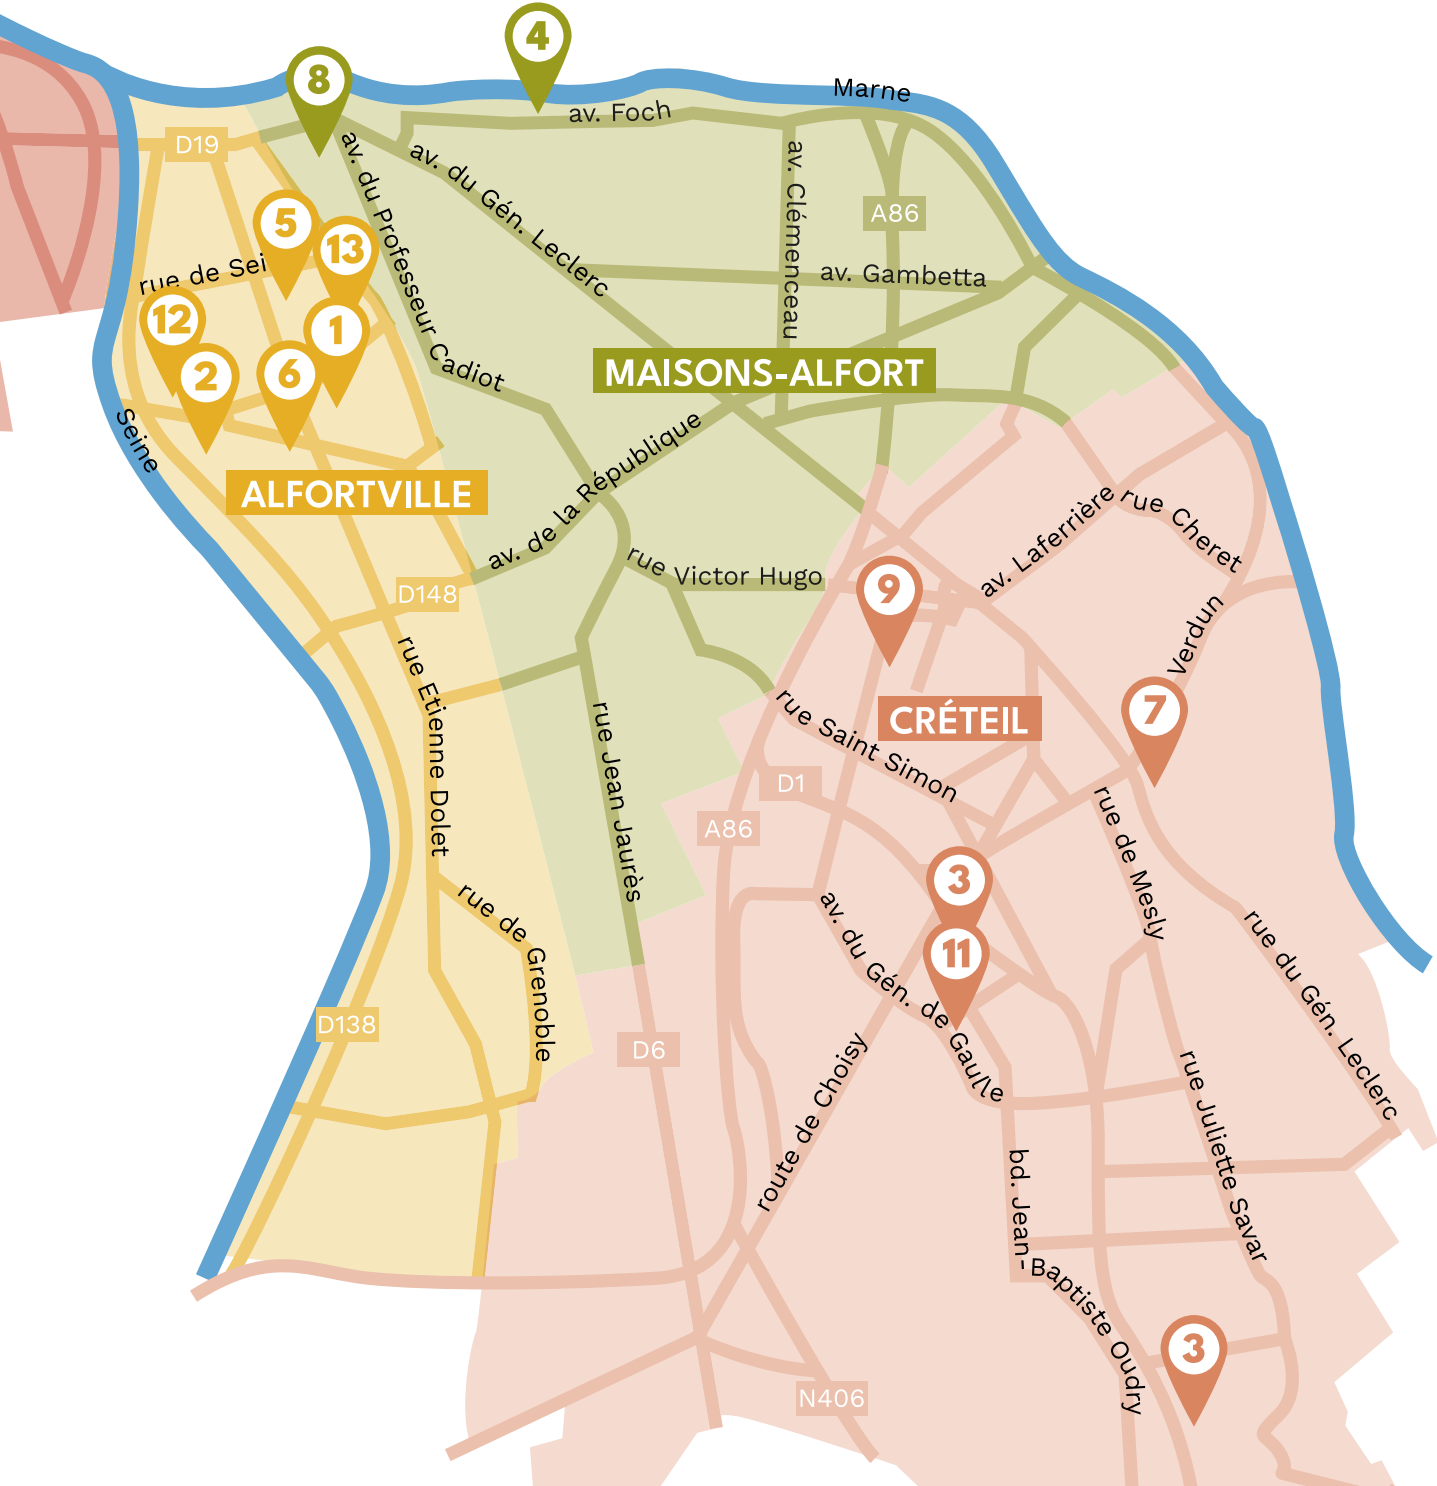 4
8
Marne
av. Foch
D19
av. du Professeur Cadiot
av. du Gén. Leclerc
av. Clémenceau
A86
5
13
rue de Sei
av. Gambetta
12
1
2
6
MAISONS-ALFORT
Seine
av. de la République
ALFORTVILLE
av. Laferrière
rue Cheret
rue Victor Hugo
D148
9
Verdun
rue Etienne Dolet
rue Saint Simon
CRÉTEIL
7
rue Jean Jaurès
D1
A86
rue de Mesly
3
rue de Grenoble
av. du Gén. de Gaulle
11
rue du Gén. Leclerc
D138
D6
route de Choisy
rue Juliette Savar
bd. Jean-Baptiste Oudry
3
N406